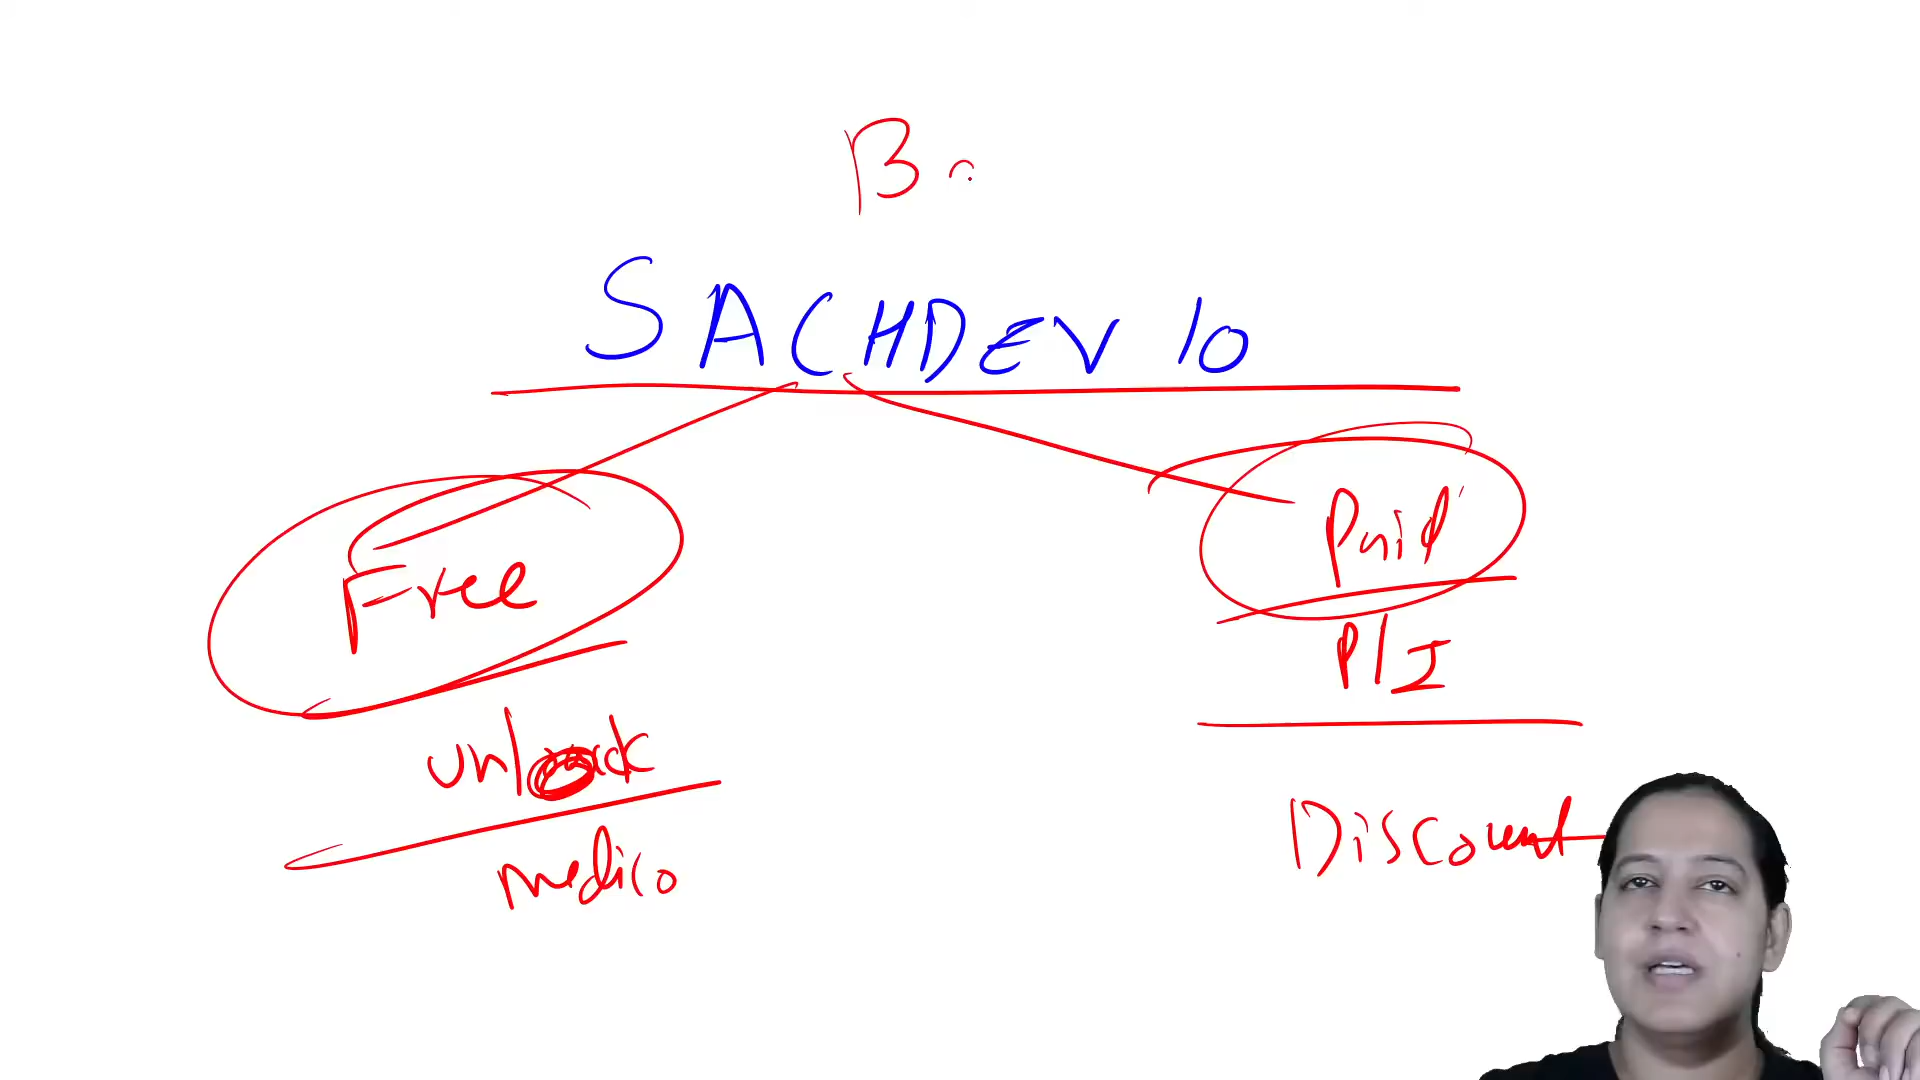 B
SACHDEV 10
Free
Paid
P/I
unlock
Discount
medico